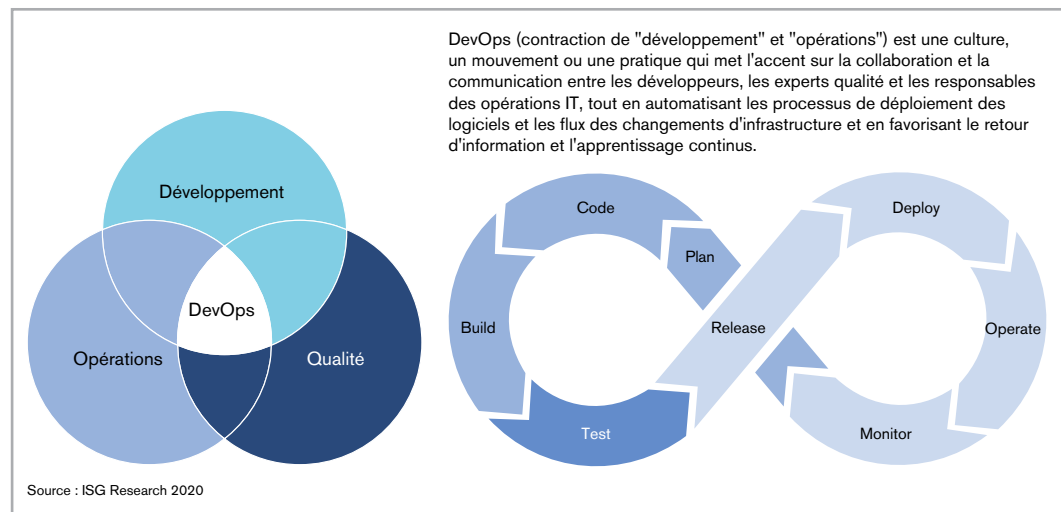 DevOps (contraction de "développement" et "opérations") est une culture,
un mouvement ou une pratique qui met l'accent sur la collaboration et la
communication entre les développeurs, les experts qualité et les responsables
des opérations IT, tout en automatisant les processus de déploiement des
logiciels et les flux des changements d'infrastructure et en favorisant le retour
d'information et l'apprentissage continus.
Développement
DevOps
Opérations
Qualité
Code
Plan
Build
Test
Release
Deploy
Operate
Monitor
Source : ISG Research 2020